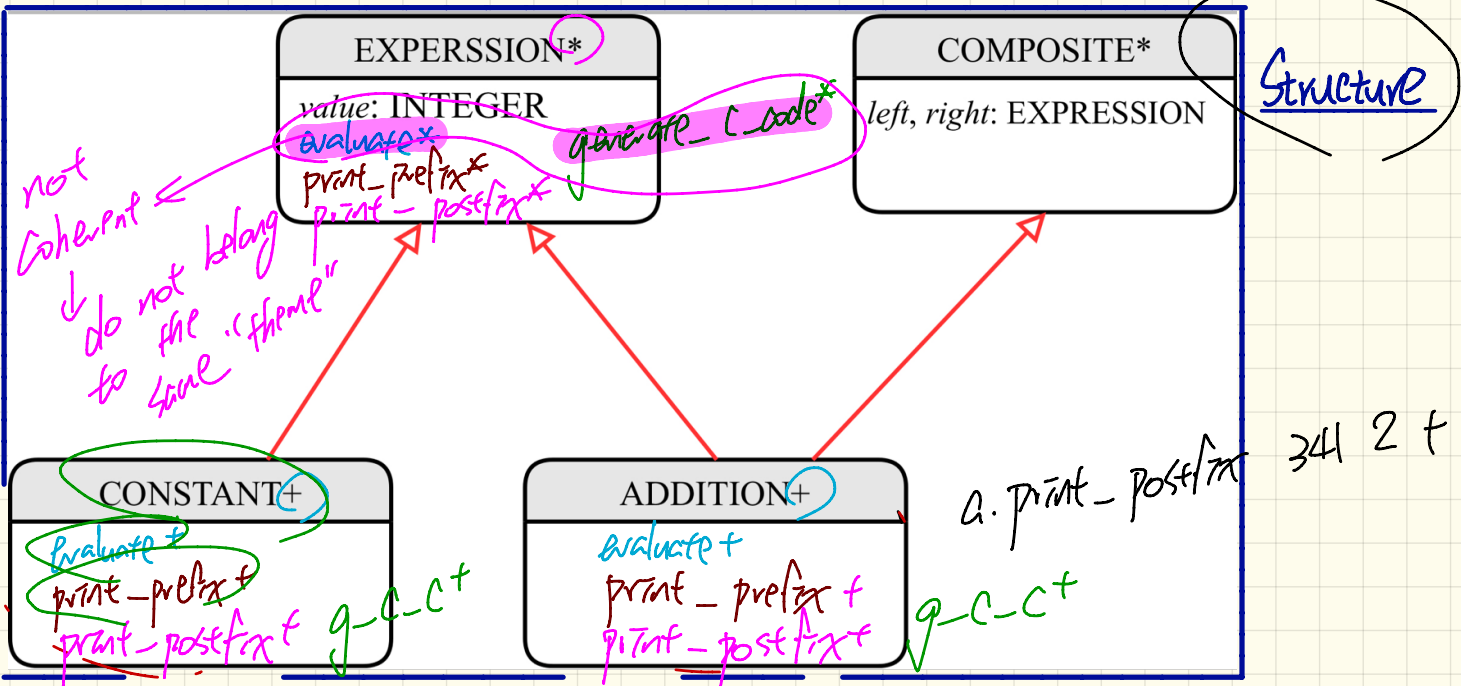 EXPERSSION*
COMPOSITE*
Structure
value: INTEGER
left, right: EXPRESSION
evaluate*
generate_c_code*
print_prefix*
print_postfix*
not
coherent
do not belong
to the
same "theme"
a.print_postfix 341 2 +
CONSTANT+
ADDITION+
evaluate+
evaluate+
print_prefix+
print_prefix+
g_c_c+
g_c_c+
print_postfix+
print_postfix+